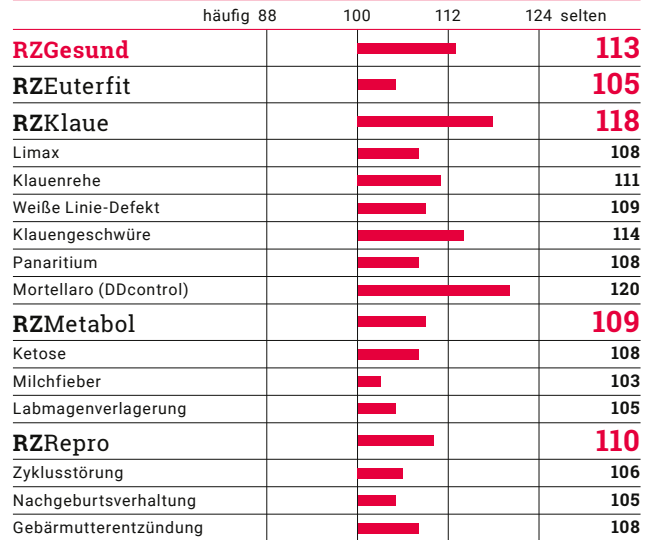 häufig 88 100 112 124 selten
RZGesund 113
RZEuterfit 105
RZKlaue 118
Limax 108
Klauenrehe 111
Weiße Linie-Defekt 109
Klauengeschwüre 114
Panaritium 108
Mortellaro (DDcontrol) 120
RZMetabol 109
Ketose 108
Milchfieber 103
Labmagenverlagerung 105
RZRepro 110
Zyklusstörung 106
Nachgeburtsverhaltung 105
Gebärmutterentzündung 108